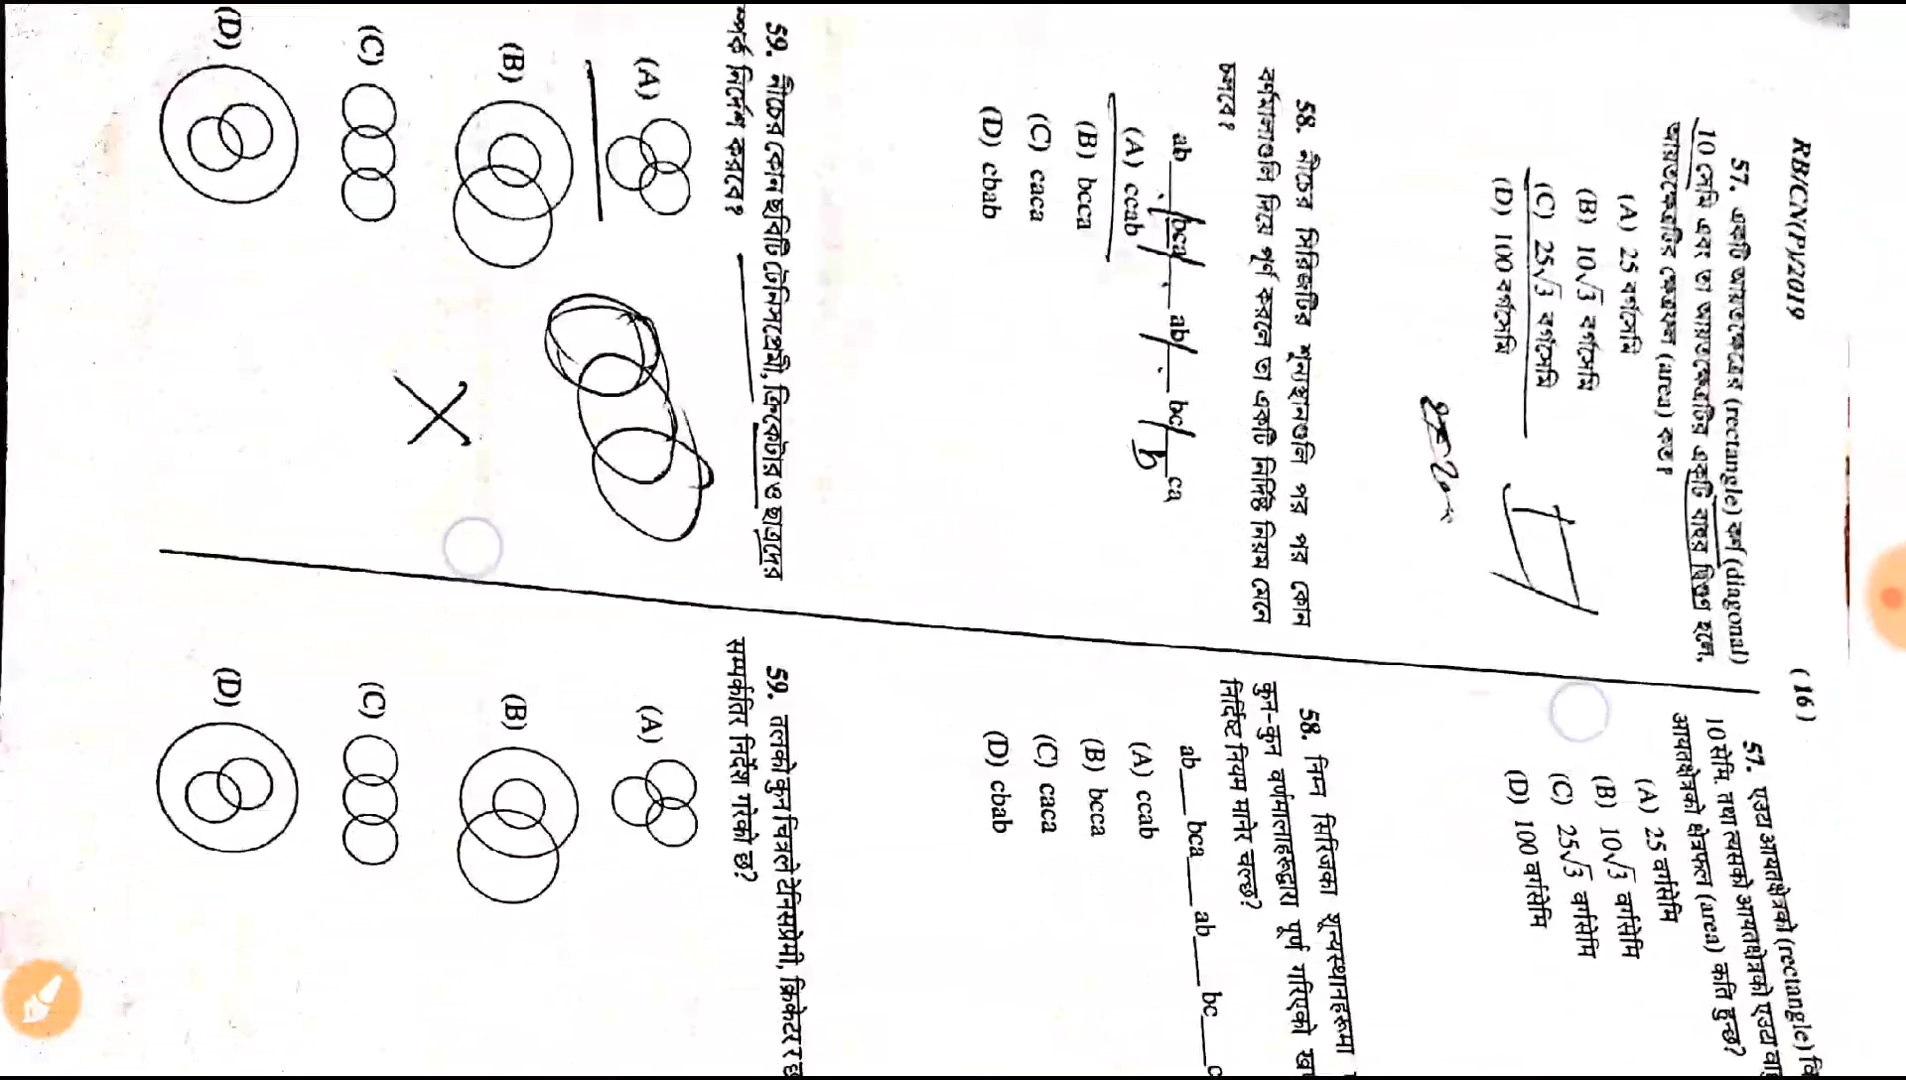 RB/CN(P)/2019
(16)
57. একটি আয়তক্ষেত্রের (rectangle) কর্ণ (diagonal)
10 সেমি এবং তা আয়তক্ষেত্রটির একটি বাহুর দ্বিগুণ হলে,
আয়তক্ষেত্রটির ক্ষেত্রফল (area) কত?
(A) 25 বর্গসেমি
(B) 10√3 বর্গসেমি
(C) 25√3 বর্গসেমি
(D) 100 বর্গসেমি
58. নীচের সিরিজটির শূন্যস্থানগুলি পর পর কোন
বর্ণমালাগুলি দিয়ে পূর্ণ করলে তা একটি নির্দিষ্ট নিয়ম মেনে
চলবে?
ab___bca___ab___bc___ca
b
(A) ccab
(B) bcca
(C) caca
(D) cbab
59. নীচের কোন ছবিটি টেনিসপ্রেমী, ক্রিকেটার ও ছাত্রদের
সম্পর্ক নির্দেশ করবে?
(A)
(B)
(C)
(D)
57. एउटा आयतक्षेत्रको (rectangle)
10 सेमि. तथा त्यसको आयतक्षेत्रको एउटा
आयतक्षेत्रको क्षेत्रफल (area) कति हुन्छ?
(A) 25 वर्गसेमि
(B) 10√3 वर्गसेमि
(C) 25√3 वर्गसेमि
(D) 100 वर्गसेमि
58. निम्न सिरिजका शून्यस्थानहरूमा
कुन-कुन वर्णमालाहरूद्वारा पूर्ण गरिएको
निर्दिष्ट नियम मानेर चल्छ?
ab___bca___ab___bc___c
(A) ccab
(B) bcca
(C) caca
(D) cbab
59. तलको कुन चित्रले टेनिसप्रेमी, क्रिकेटर र
सम्पर्कतिर निर्देश गरेको छ?
(A)
(B)
(C)
(D)